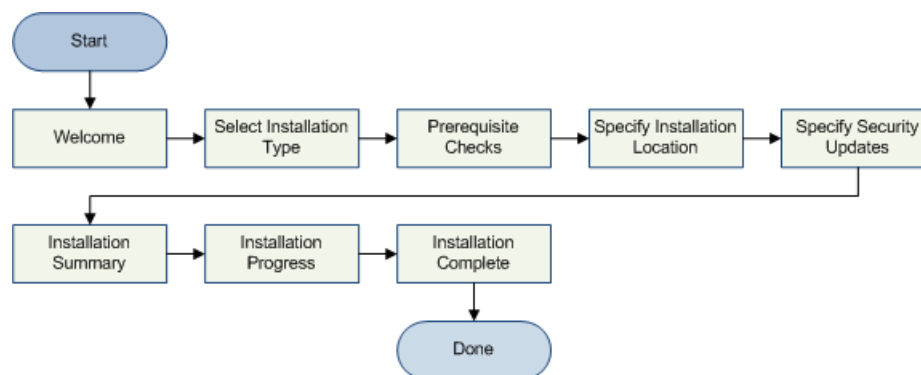 Start
Welcome
Select Installation
Type
Prerequisite
Checks
Specify Installation
Location
Specify Security
Updates
Installation
Summary
Installation
Progress
Installation
Complete
Done